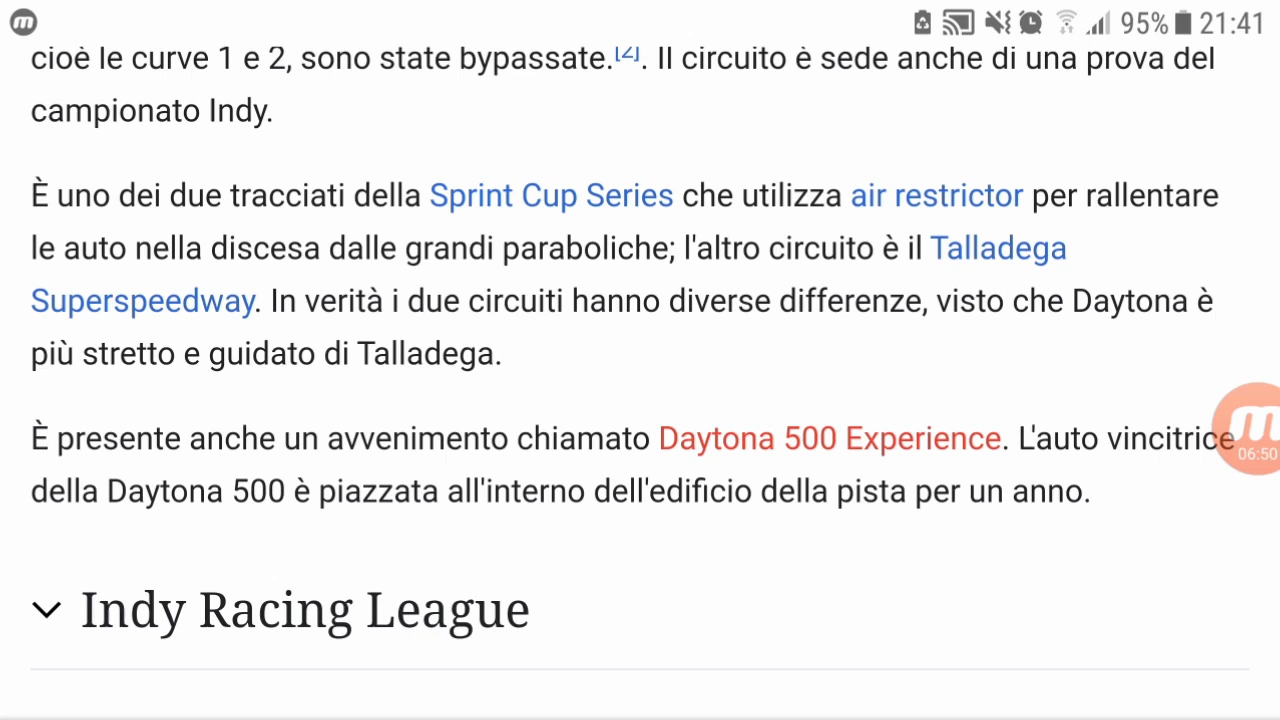 95% 21:41
cioè le curve 1 e 2, sono state bypassate.[2]. Il circuito è sede anche di una prova del
campionato Indy.
È uno dei due tracciati della Sprint Cup Series che utilizza air restrictor per rallentare
le auto nella discesa dalle grandi paraboliche; l'altro circuito è il Talladega
Superspeedway. In verità i due circuiti hanno diverse differenze, visto che Daytona è
più stretto e guidato di Talladega.
È presente anche un avvenimento chiamato Daytona 500 Experience. L'auto vincitrice
della Daytona 500 è piazzata all'interno dell'edificio della pista per un anno.
06:50
Indy Racing League